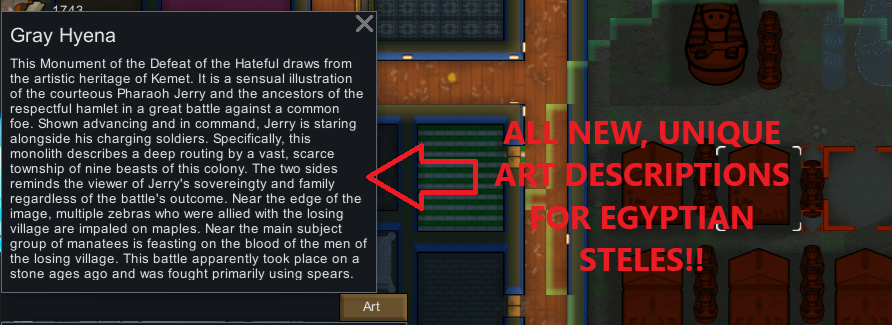 1743
Gray Hyena
This Monument of the Defeat of the Hateful draws from
the artistic heritage of Kemet. It is a sensual illustration
of the courteous Pharaoh Jerry and the ancestors of the
respectful hamlet in a great battle against a common
foe. Shown advancing and in command, Jerry is staring
alongside his charging soldiers. Specifically, this
monolith describes a deep routing by a vast, scarce
township of nine beasts of this colony. The two sides
reminds the viewer of Jerry's sovereingty and family
regardless of the battle's outcome. Near the edge of the
image, multiple zebras who were allied with the losing
village are impaled on maples. Near the main subject
group of manatees is feasting on the blood of the men of
the losing village. This battle apparently took place on a
stone ages ago and was fought primarily using spears.
Art
ALL NEW, UNIQUE
ART DESCRIPTIONS
FOR EGYPTIAN
STELES!!